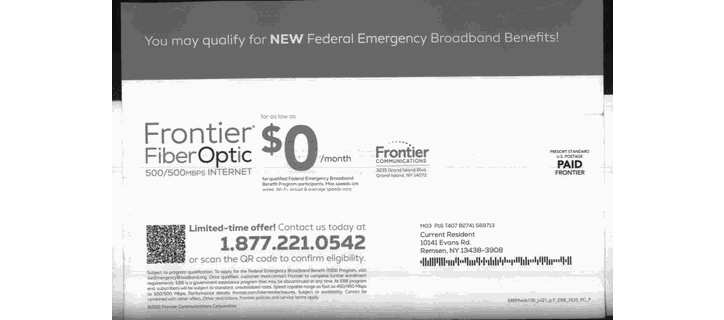 You may qualify for NEW Federal Emergency Broadband Benefits!
for as low as
Frontier
FiberOptic
500/500MBPS INTERNET
$0/month
for qualified Federal Emergency Broadband
Benefit Program participants. Max speeds are
wired. Wi-Fi, actual & average speeds vary.
Frontier
COMMUNICATIONS
3235 Grand Island Blvd.
Grand Island, NY 14072
PRESORT STANDARD
U.S. POSTAGE
PAID
FRONTIER
Limited-time offer! Contact us today at
1.877.221.0542
or scan the QR code to confirm eligibility.
M03 P16 T407 B2741 569713
Current Resident
10141 Evans Rd.
Remsen, NY 13438-3908
Subject to program qualification. To apply for the Federal Emergency Broadband Benefit (EBB) Program, visit
getEmergencyBroadband.org. Once qualified, customer must contact Frontier to complete further enrollment
requirements. EBB is a government assistance program that may be discontinued at any time. At EBB program
end, subscribers will be subject to standard, undiscounted rates. Speed capable range as fast as 450/450 Mbps
to 500/500 Mbps. Performance details: frontier.com/internetdisclosures. Subject to availability. Cannot be
combined with other offers. Other restrictions, Frontier policies and service terms apply.
©2021 Frontier Communications Corporation.